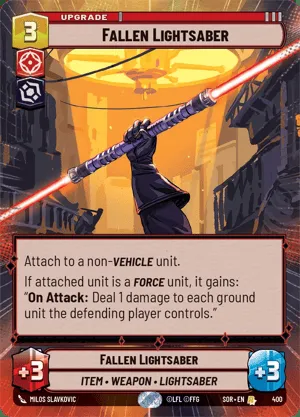 UPGRADE
3
FALLEN LIGHTSABER
Attach to a non-VEHICLE unit.
If attached unit is a FORCE unit, it gains:
"On Attack: Deal 1 damage to each ground
unit the defending player controls."
FALLEN LIGHTSABER
+3
ITEM • WEAPON • LIGHTSABER
+3
MILOS SLAVKOVIC
©LFL ©FFG
SOR • EN
400